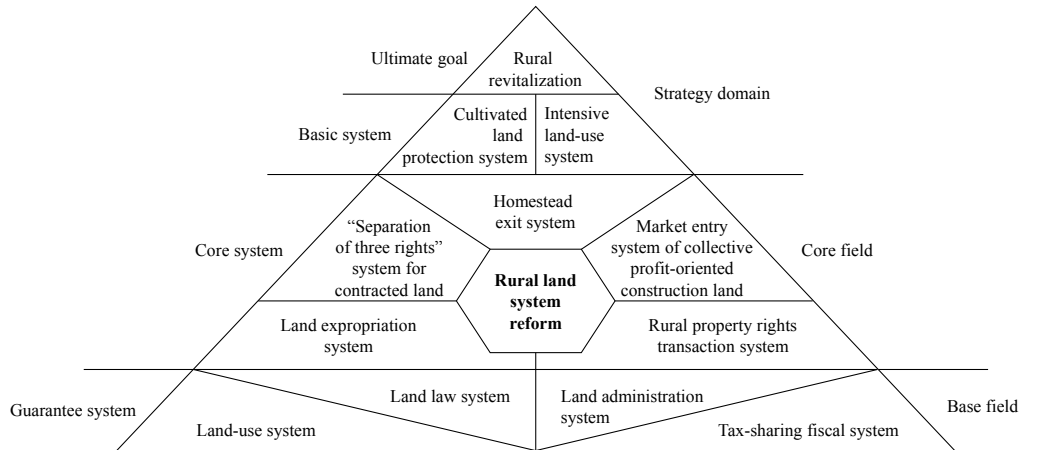 Ultimate goal
Rural
revitalization
Strategy domain
Basic system
Cultivated
land
protection system
Intensive
land-use
system
Homestead
exit system
Core system
“Separation
of three rights”
system for
contracted land
Market entry
system of collective
profit-oriented
construction land
Core field
Rural land
system
reform
Land expropriation
system
Rural property rights
transaction system
Guarantee system
Land law system
Land administration
system
Base field
Land-use system
Tax-sharing fiscal system